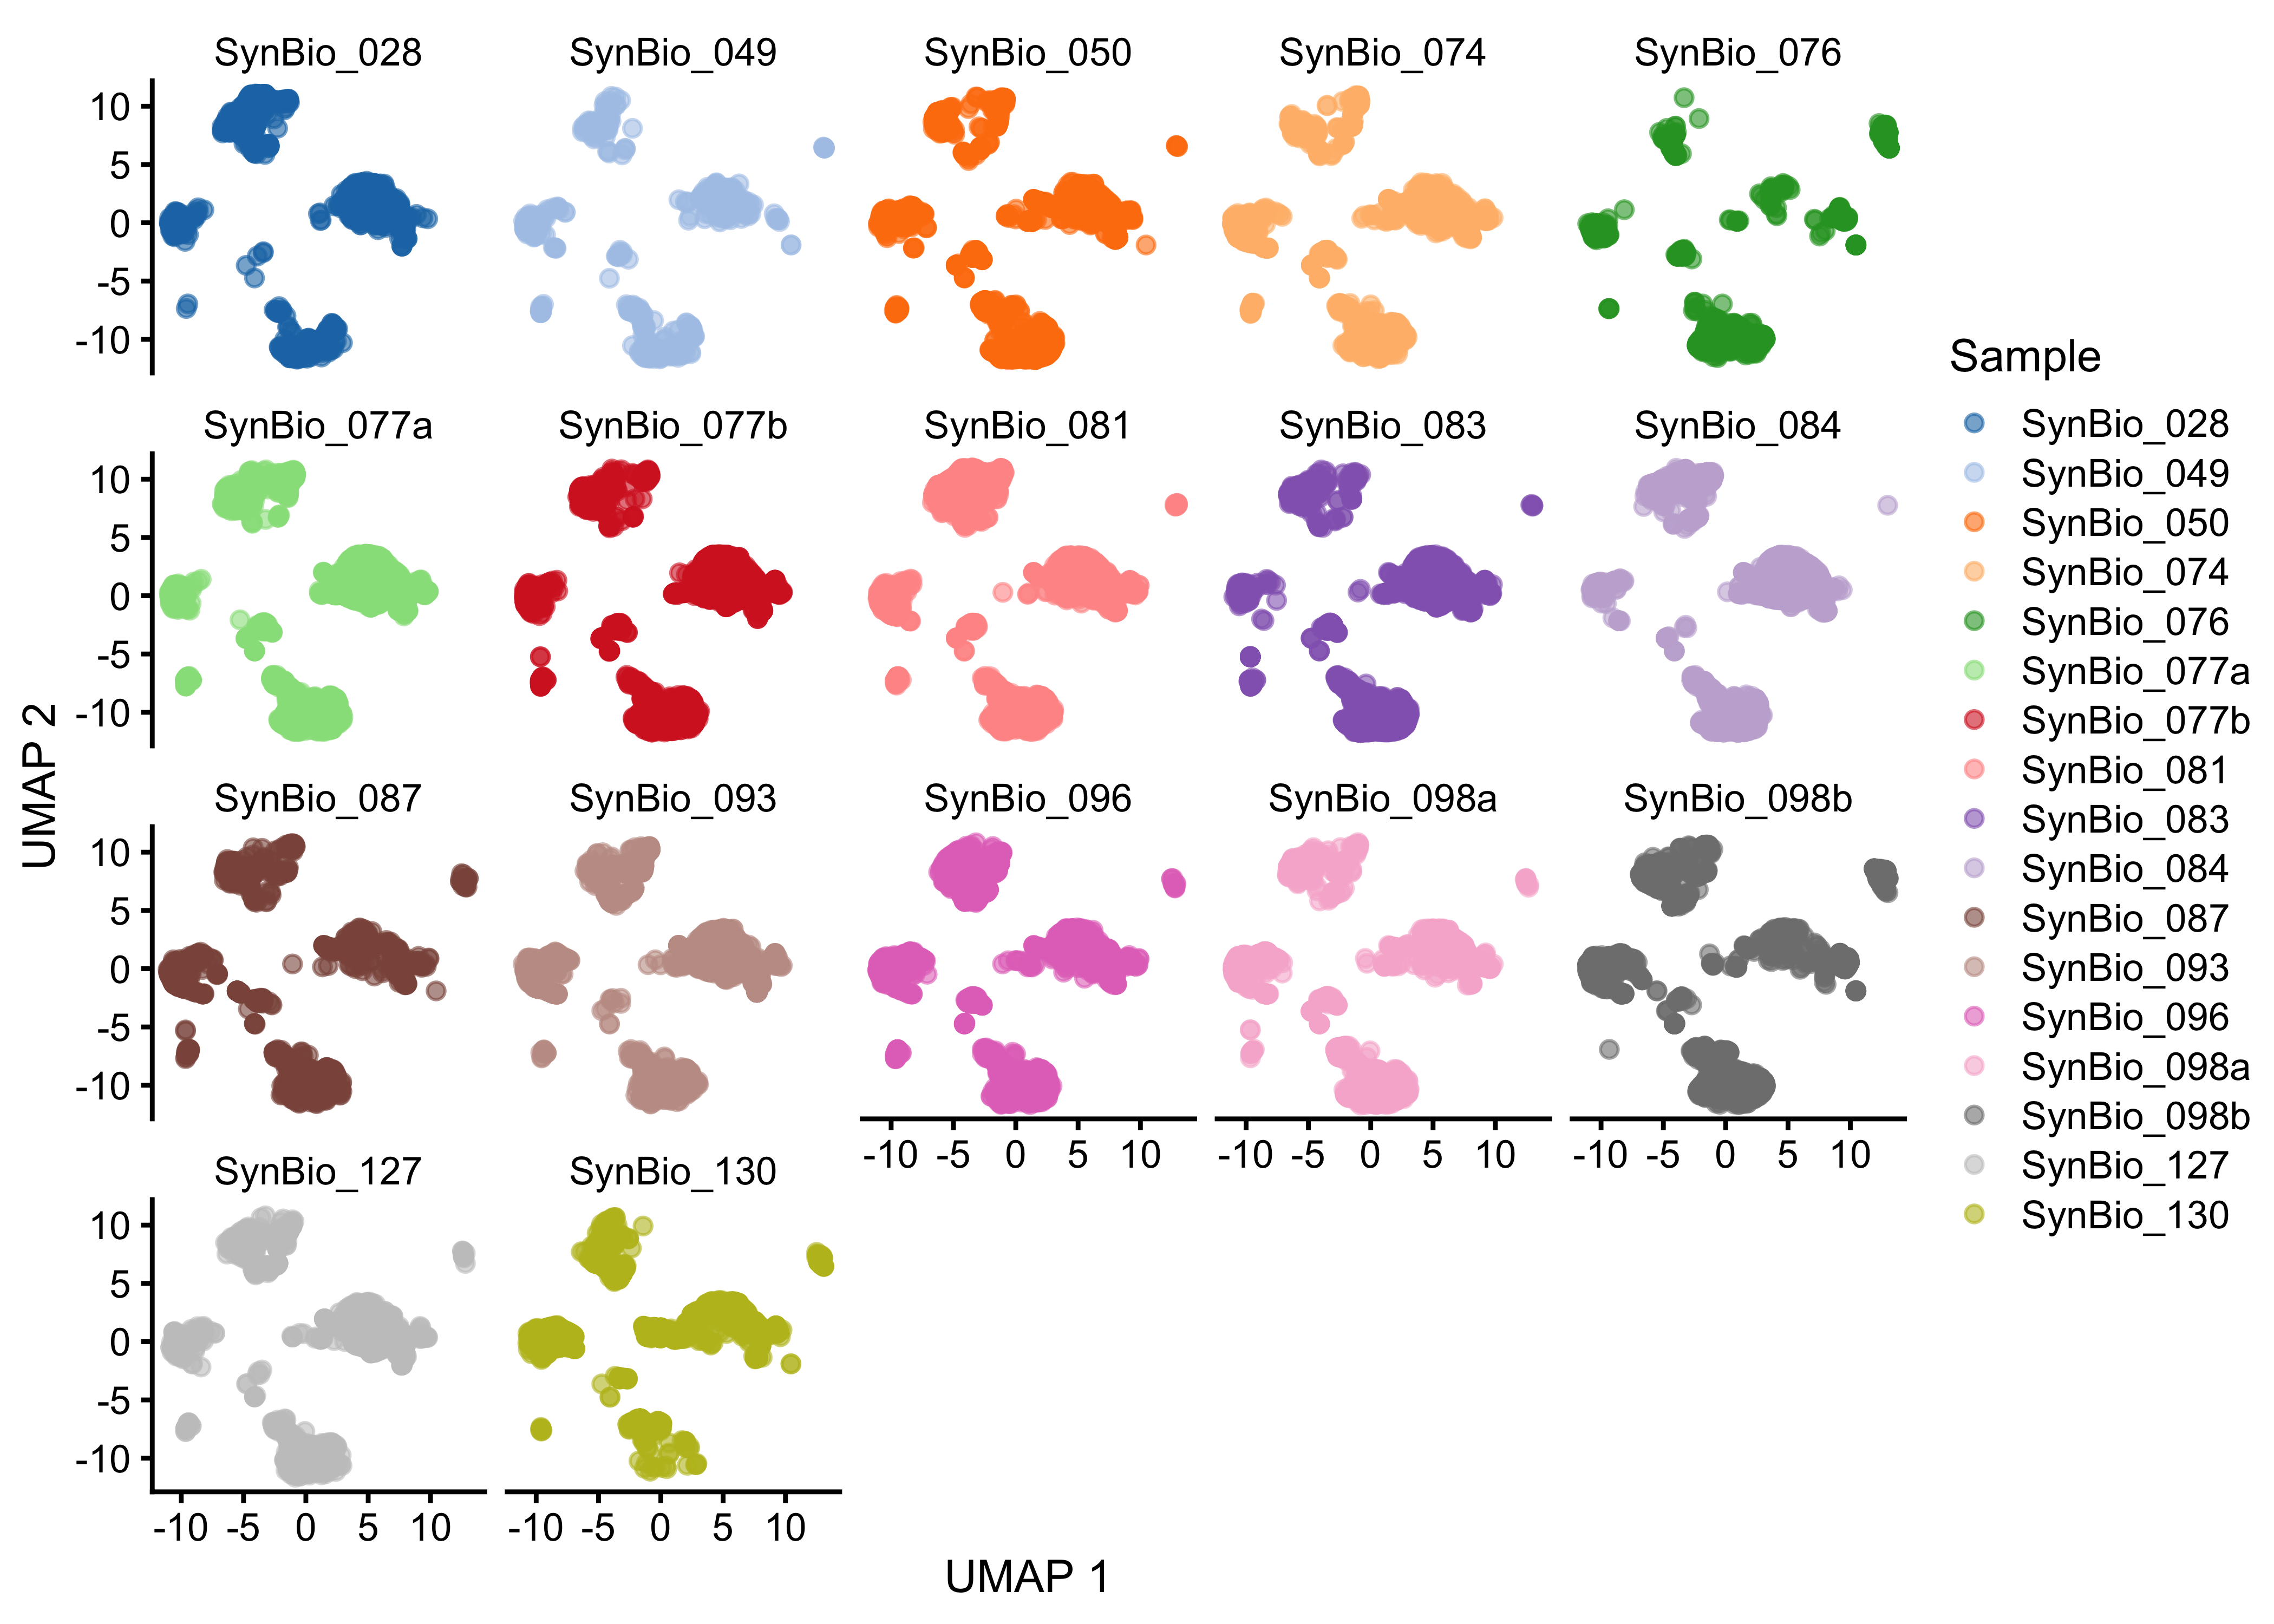 SynBio_028 SynBio_049 SynBio_050 SynBio_074 SynBio_076
10
5
0
-5
-10
SynBio_077a SynBio_077b SynBio_081 SynBio_083 SynBio_084
10
5
0
-5
-10
SynBio_087 SynBio_093 SynBio_096 SynBio_098a SynBio_098b
10
5
0
-5
-10
-10 -5 0 5 10 -10 -5 0 5 10 -10 -5 0 5 10
SynBio_127 SynBio_130
10
5
0
-5
-10
-10 -5 0 5 10 -10 -5 0 5 10
UMAP 1
UMAP 2
Sample
SynBio_028
SynBio_049
SynBio_050
SynBio_074
SynBio_076
SynBio_077a
SynBio_077b
SynBio_081
SynBio_083
SynBio_084
SynBio_087
SynBio_093
SynBio_096
SynBio_098a
SynBio_098b
SynBio_127
SynBio_130